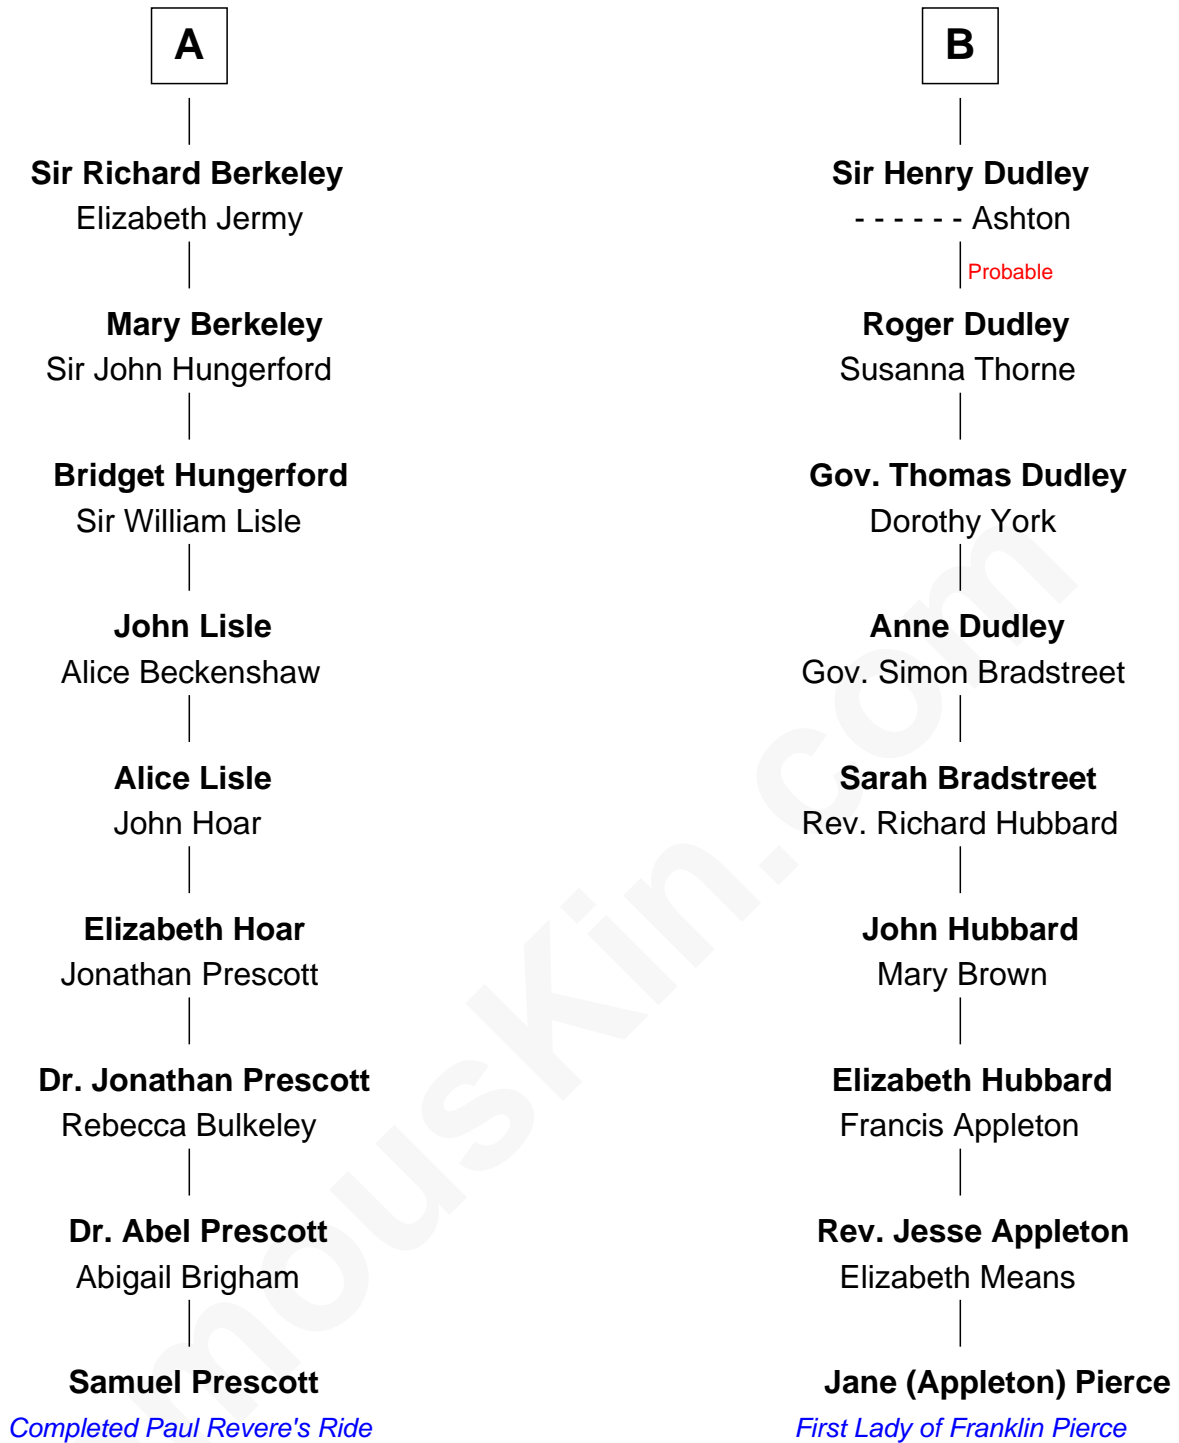 A
Sir Richard Berkeley
Elizabeth Jermy
Mary Berkeley
Sir John Hungerford
Bridget Hungerford
Sir William Lisle
John Lisle
Alice Beckenshaw
Alice Lisle
John Hoar
Elizabeth Hoar
Jonathan Prescott
Dr. Jonathan Prescott
Rebecca Bulkeley
Dr. Abel Prescott
Abigail Brigham
Samuel Prescott
Completed Paul Revere's Ride
B
Sir Henry Dudley
- - - - - - Ashton
Probable
Roger Dudley
Susanna Thorne
Gov. Thomas Dudley
Dorothy York
Anne Dudley
Gov. Simon Bradstreet
Sarah Bradstreet
Rev. Richard Hubbard
John Hubbard
Mary Brown
Elizabeth Hubbard
Francis Appleton
Rev. Jesse Appleton
Elizabeth Means
Jane (Appleton) Pierce
First Lady of Franklin Pierce
mouskin.com